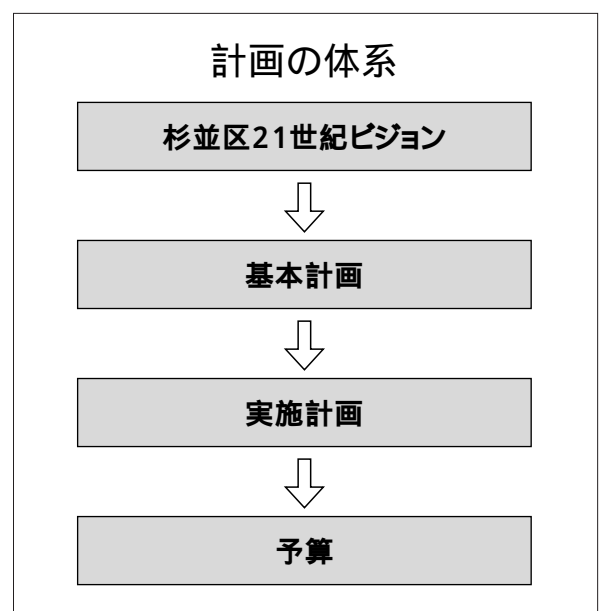 計画の体系
杉並区21世紀ビジョン
基本計画
実施計画
予算